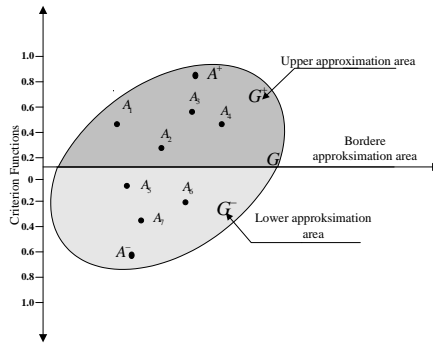 Criterion Functions
1.0
0.8
0.6
0.4
0.2
0
0.2
0.4
0.6
0.8
1.0
A+
A3
A1
A4
A2
G+
G
A5
A6
A7
G−
A−
Upper approximation area
Bordere
approksimation area
Lower approksimation
area